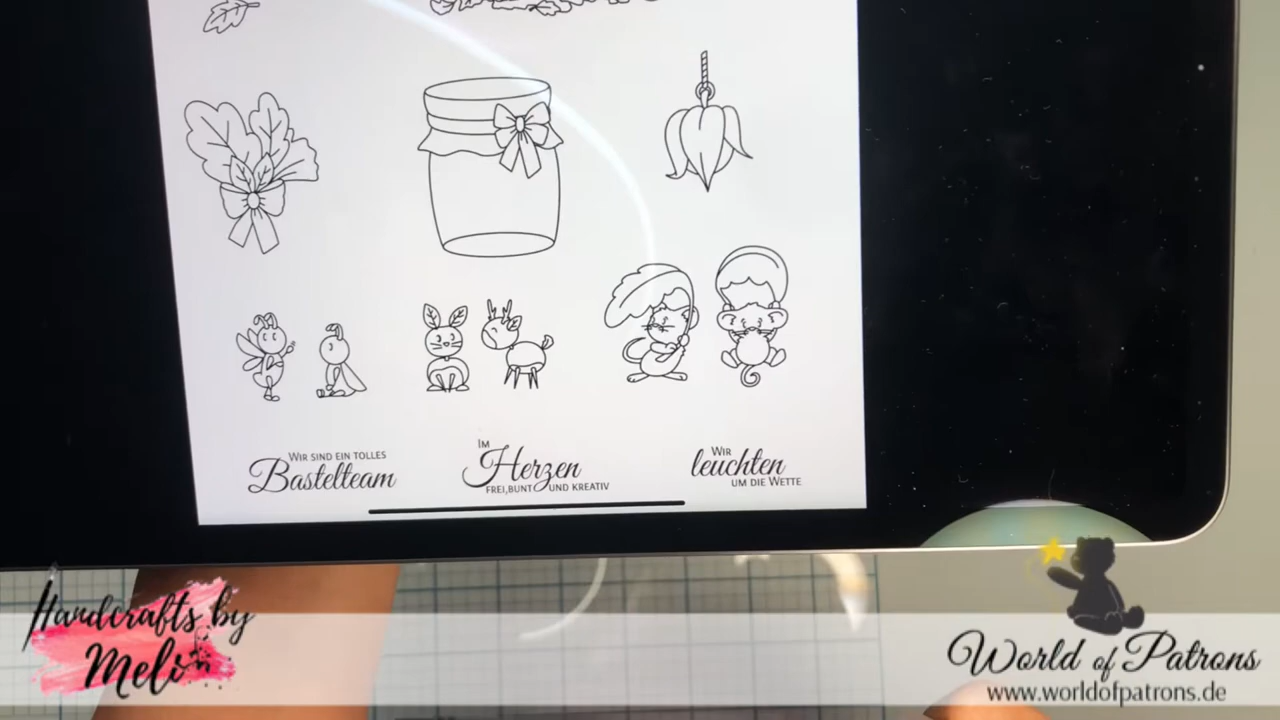 Wir sind ein tolles
Bastelteam
Im
Herzen
frei,bunt und kreativ
Wir
leuchten
um die Wette
Handcrafts by
Meli
World of Patrons
www.worldofpatrons.de